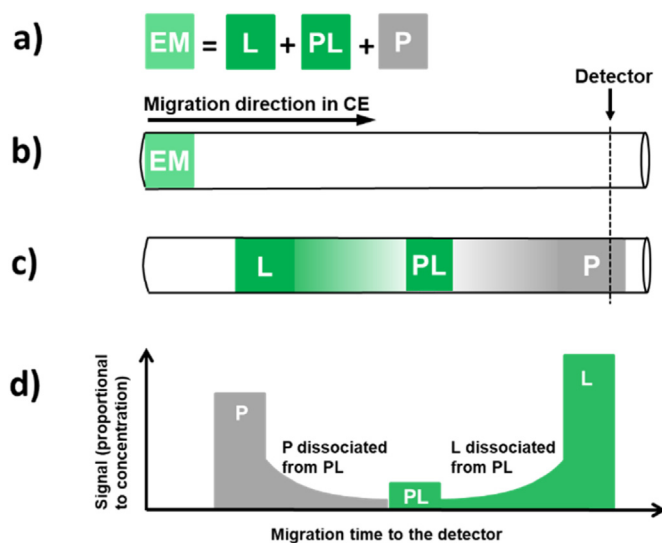 a)
EM = L + PL + P
Detector
Migration direction in CE
b)
EM
c)
L PL P
d)
Signal (proportional
to concentration)
P
P dissociated
from PL
PL
L dissociated
from PL
L
Migration time to the detector